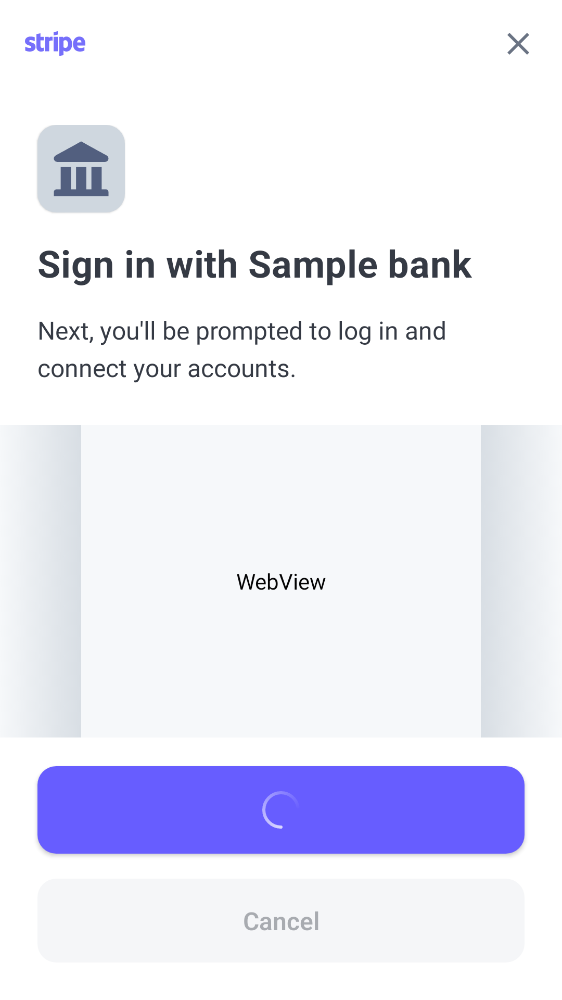 stripe
Sign in with Sample bank
Next, you'll be prompted to log in and
connect your accounts.
WebView
Cancel